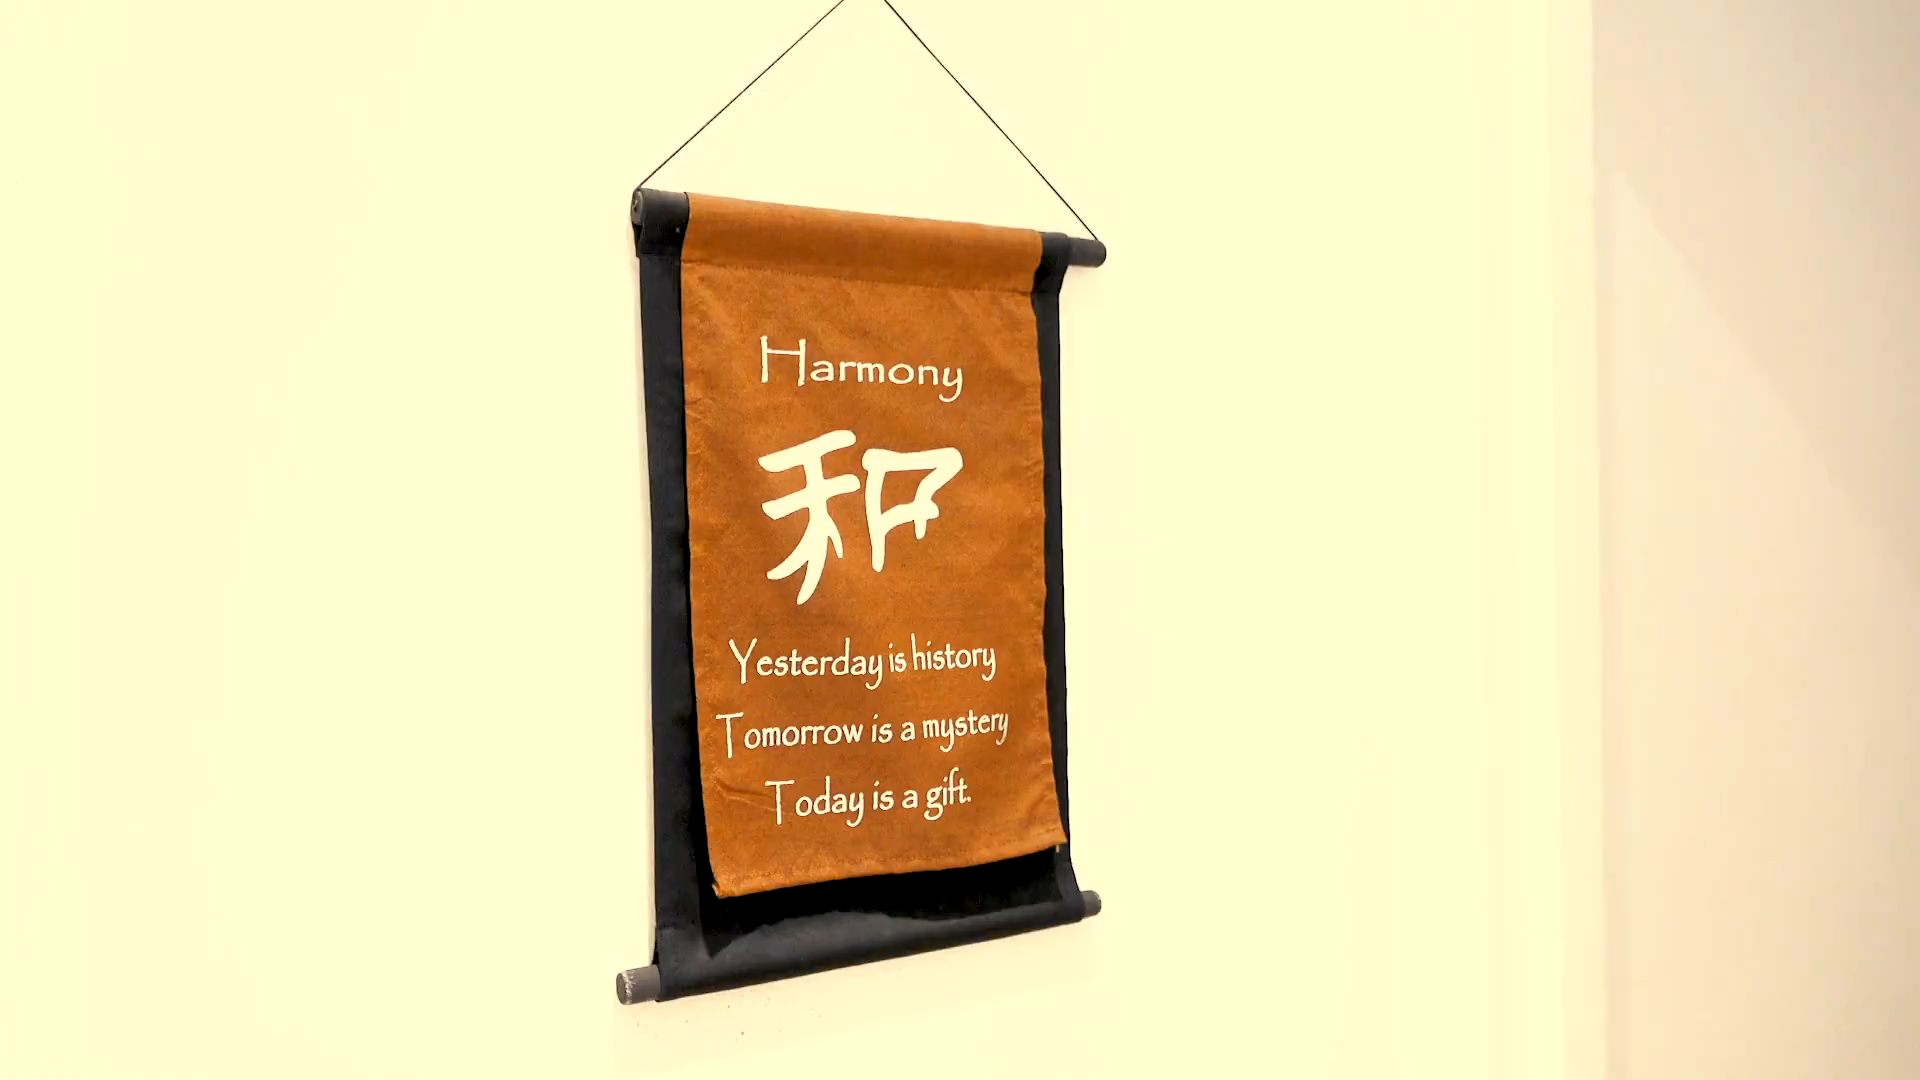 Harmony
和
Yesterday is history
Tomorrow is a mystery
Today is a gift.